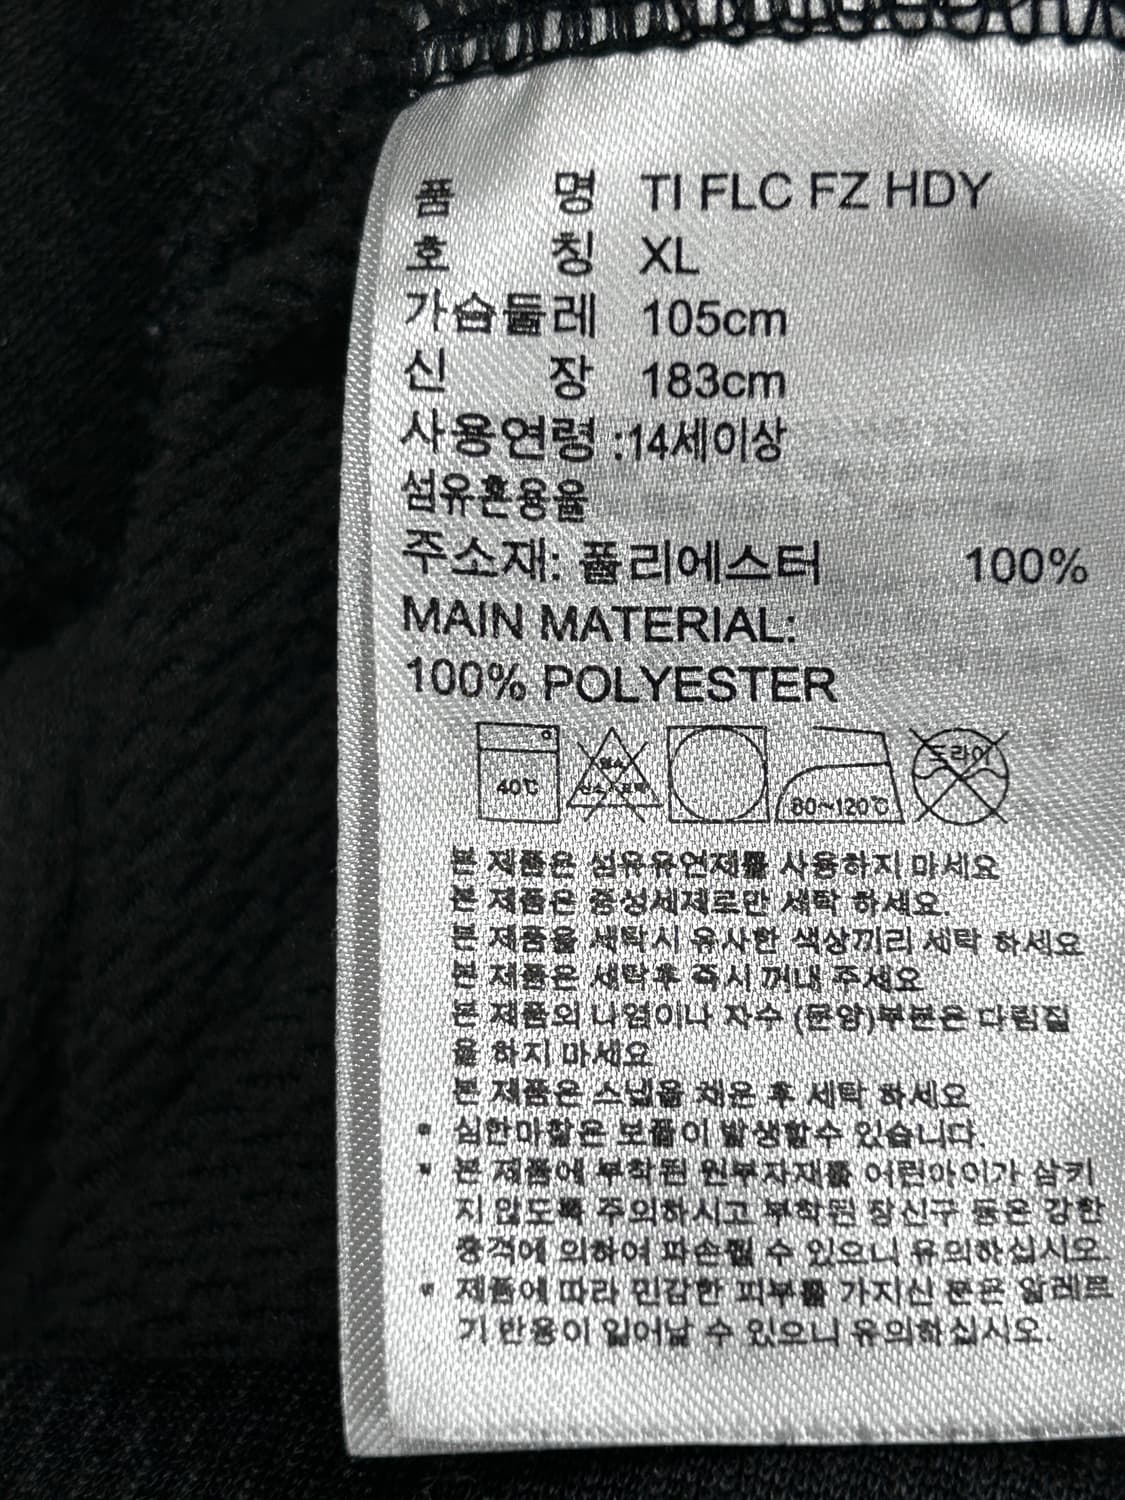 품 명 TI FLC FZ HDY
호 칭 XL
가슴둘레 105cm
신 장 183cm
사용연령 :14세이상
섬유혼용율
주소재: 폴리에스터 100%
MAIN MATERIAL:
100% POLYESTER
40℃ 염소 산소 표백 80~120℃ 드라이
본 제품은 섬유유연제를 사용하지 마세요
본 제품은 중성세제로만 세탁 하세요.
본 제품을 세탁시 유사한 색상끼리 세탁 하세요
본 제품은 세탁후 즉시 꺼내 주세요
본 제품의 나염이나 자수 (문양)부분은 다림질
을 하지 마세요
본 제품은 스냅을 채운 후 세탁 하세요
• 심한마찰은 보풀이 발생할수 있습니다.
• 본 제품에 부착된 원부자재를 어린아이가 삼키
지 않도록 주의하시고 부착된 장신구 등은 강한
충격에 의하여 파손될 수 있으니 유의하십시오.
• 제품에 따라 민감한 피부를 가지신 분은 알레르
기 반응이 일어날 수 있으니 유의하십시오.